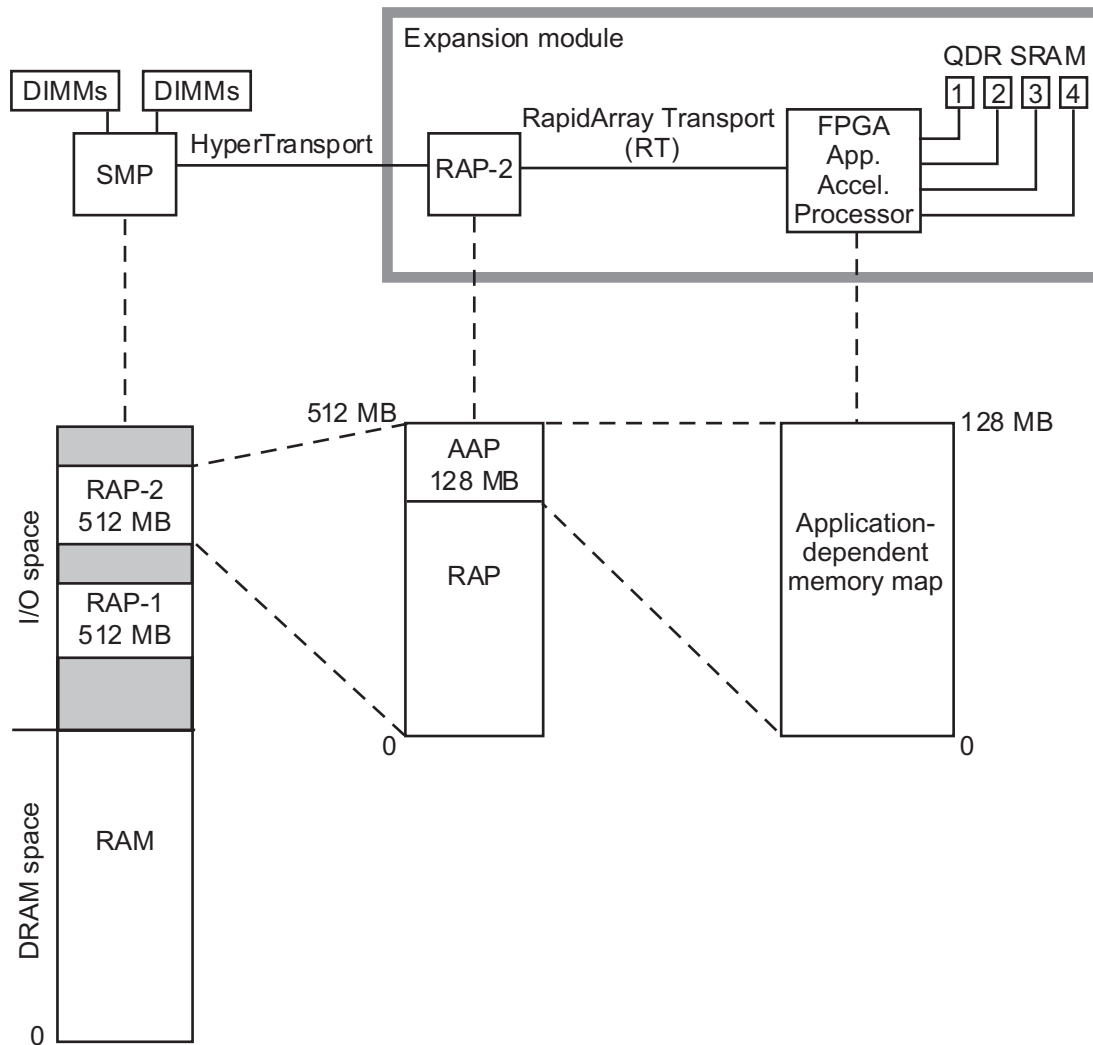 Expansion module
QDR SRAM
DIMMs
DIMMs
1
2
3
4
HyperTransport
RapidArray Transport
(RT)
SMP
RAP-2
FPGA
App.
Accel.
Processor
512 MB
128 MB
AAP
128 MB
RAP-2
512 MB
I/O space
RAP
Application-
dependent
memory map
RAP-1
512 MB
0
0
DRAM space
RAM
0